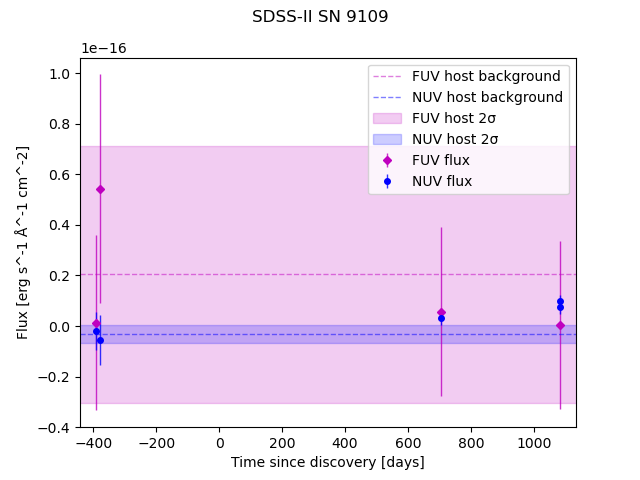 SDSS-II SN 9109
1e−16
FUV host background
NUV host background
FUV host 2σ
NUV host 2σ
FUV flux
NUV flux
1.0
0.8
0.6
0.4
0.2
0.0
−0.2
−0.4
Flux [erg s^-1 Å^-1 cm^-2]
−400
−200
0
200
400
600
800
1000
Time since discovery [days]